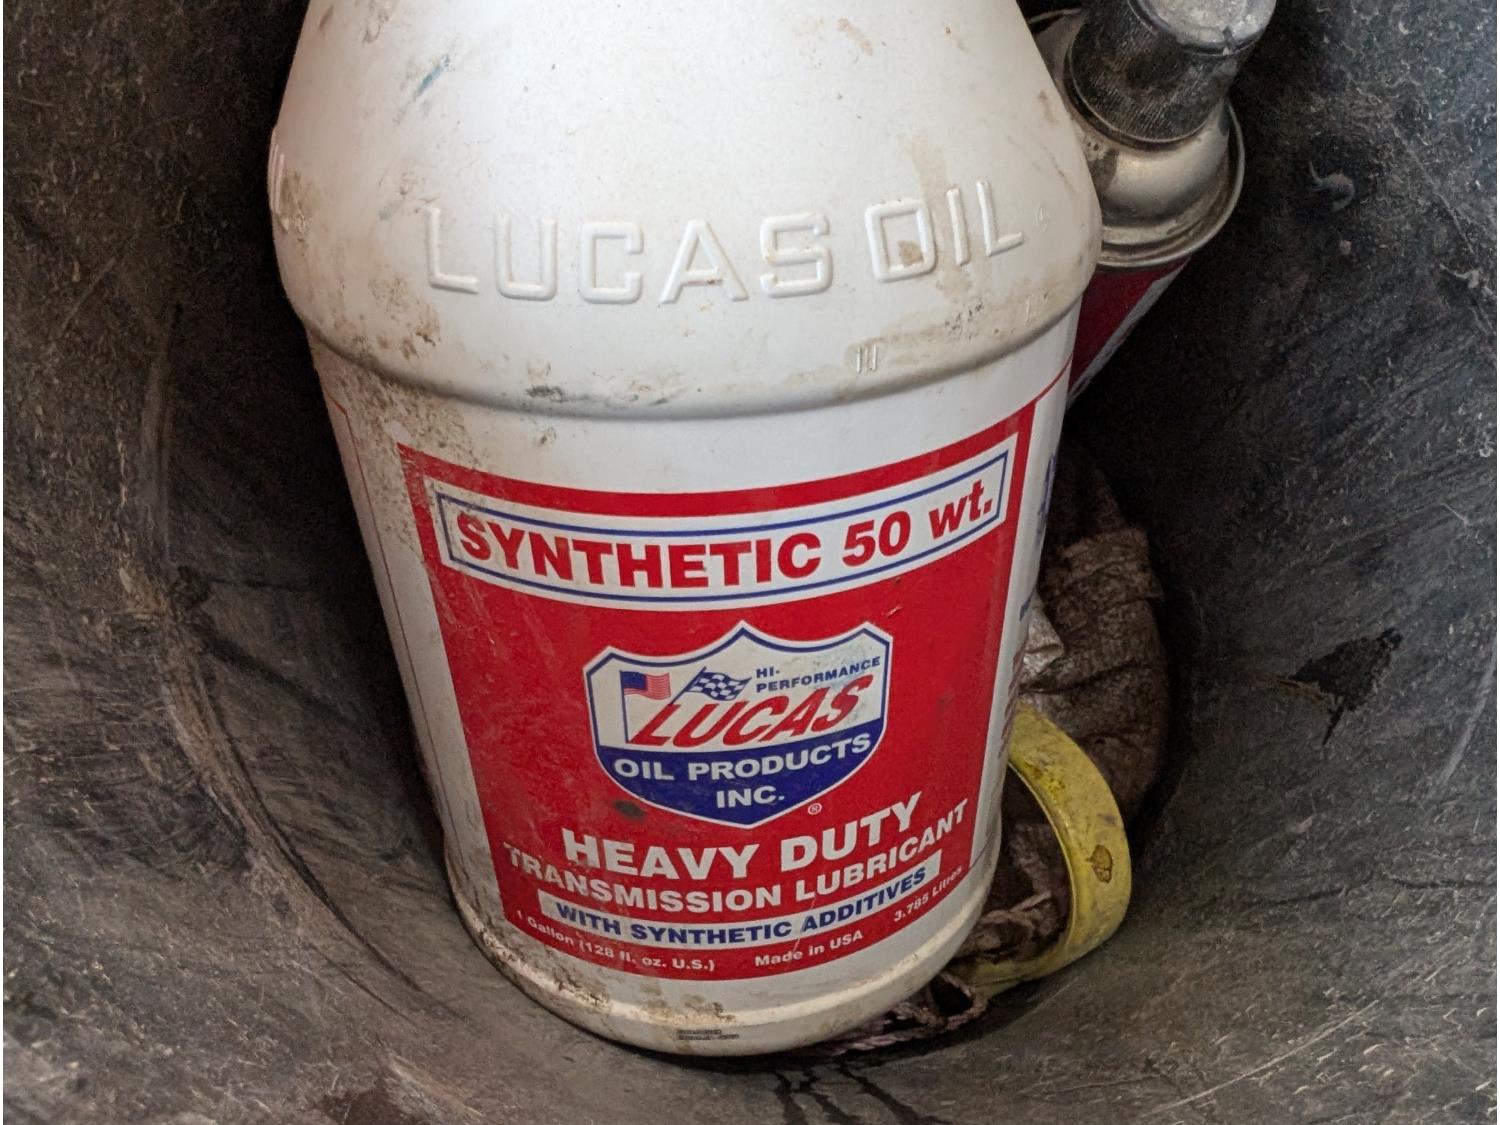 LUCAS OIL
SYNTHETIC 50 wt.
HI-
PERFORMANCE
LUCAS
OIL PRODUCTS
INC.
®
HEAVY DUTY
TRANSMISSION LUBRICANT
WITH SYNTHETIC ADDITIVES
1 Gallon (128 fl. oz. U.S.) Made in USA 3.785 Litres